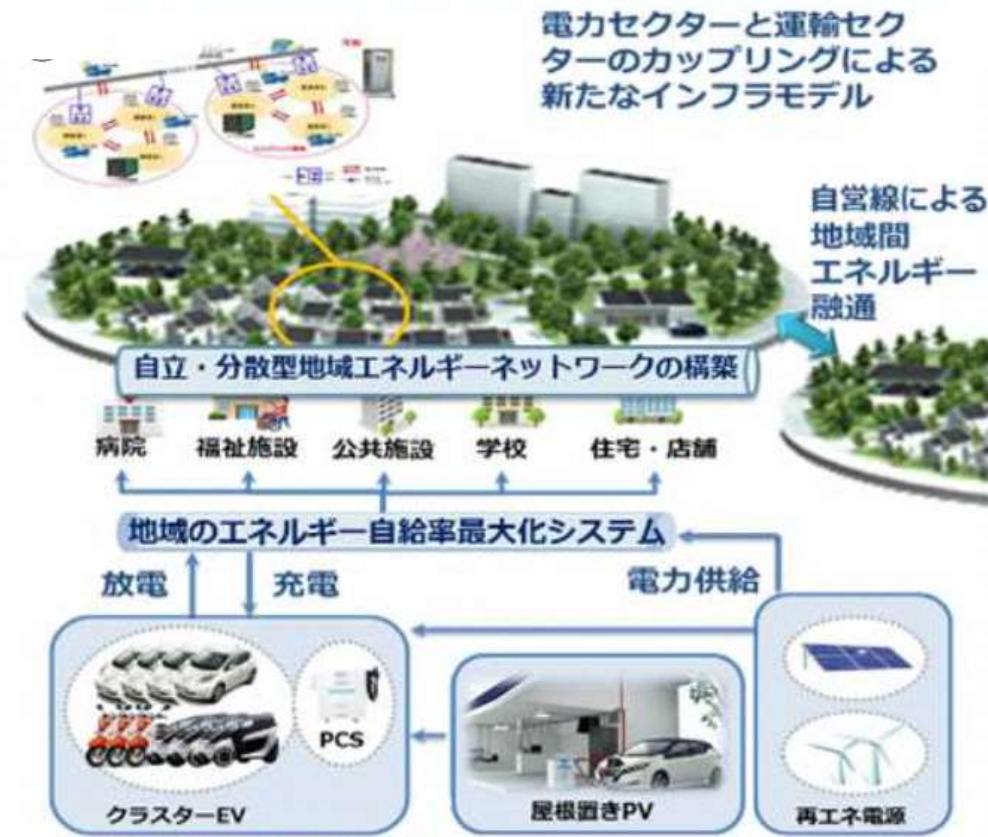 電力セクターと運輸セク
ターのカップリングによる
新たなインフラモデル
自営線による
地域間
エネルギー
融通
自立・分散型地域エネルギーネットワークの構築
病院
福祉施設
公共施設
学校
住宅・店舗
地域のエネルギー自給率最大化システム
放電
充電
電力供給
PCS
クラスターEV
屋根置きPV
再エネ電源